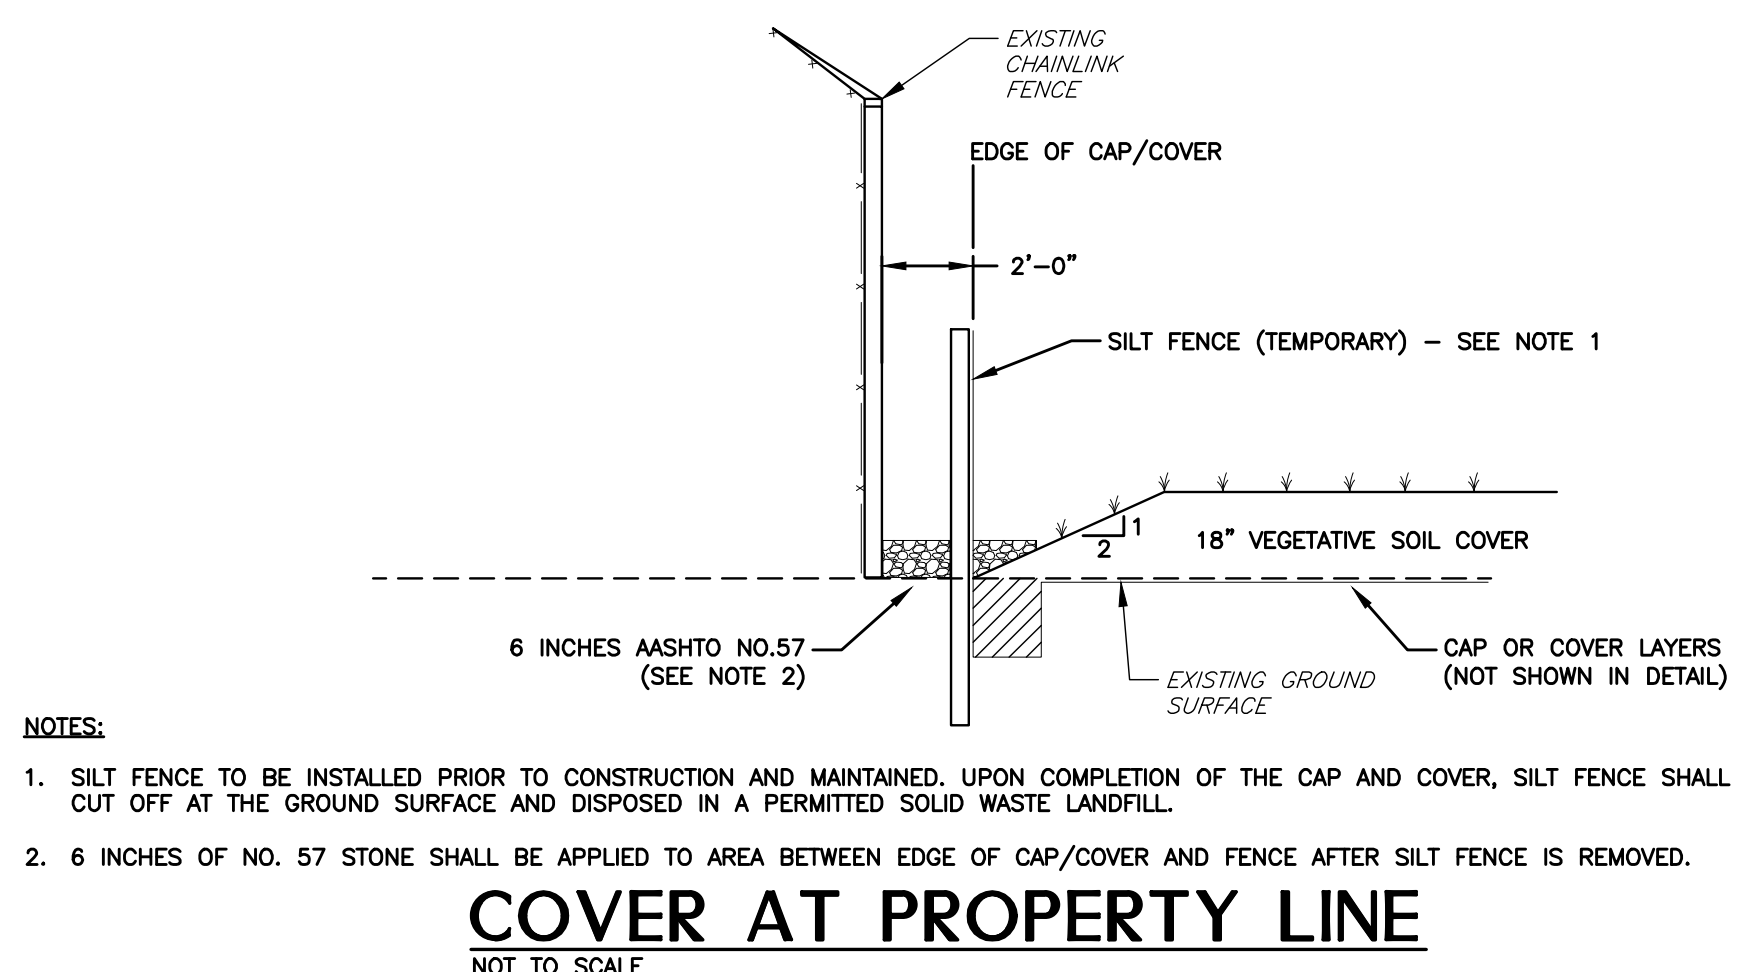 EXISTING
CHAINLINK
FENCE
EDGE OF CAP/COVER
2'-0"
SILT FENCE (TEMPORARY) - SEE NOTE 1
1
2
18" VEGETATIVE SOIL COVER
6 INCHES AASHTO NO.57
(SEE NOTE 2)
EXISTING GROUND
SURFACE
CAP OR COVER LAYERS
(NOT SHOWN IN DETAIL)
NOTES:
1. SILT FENCE TO BE INSTALLED PRIOR TO CONSTRUCTION AND MAINTAINED. UPON COMPLETION OF THE CAP AND COVER, SILT FENCE SHALL
CUT OFF AT THE GROUND SURFACE AND DISPOSED IN A PERMITTED SOLID WASTE LANDFILL.
2. 6 INCHES OF NO. 57 STONE SHALL BE APPLIED TO AREA BETWEEN EDGE OF CAP/COVER AND FENCE AFTER SILT FENCE IS REMOVED.
COVER AT PROPERTY LINE
NOT TO SCALE